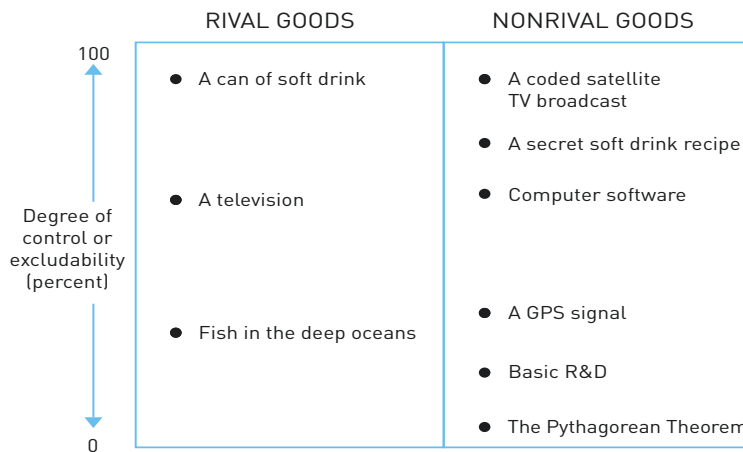 RIVAL GOODS
NONRIVAL GOODS
100
Degree of
control or
excludability
(percent)
0
• A can of soft drink
• A television
• Fish in the deep oceans
• A coded satellite
TV broadcast
• A secret soft drink recipe
• Computer software
• A GPS signal
• Basic R&D
• The Pythagorean Theorem